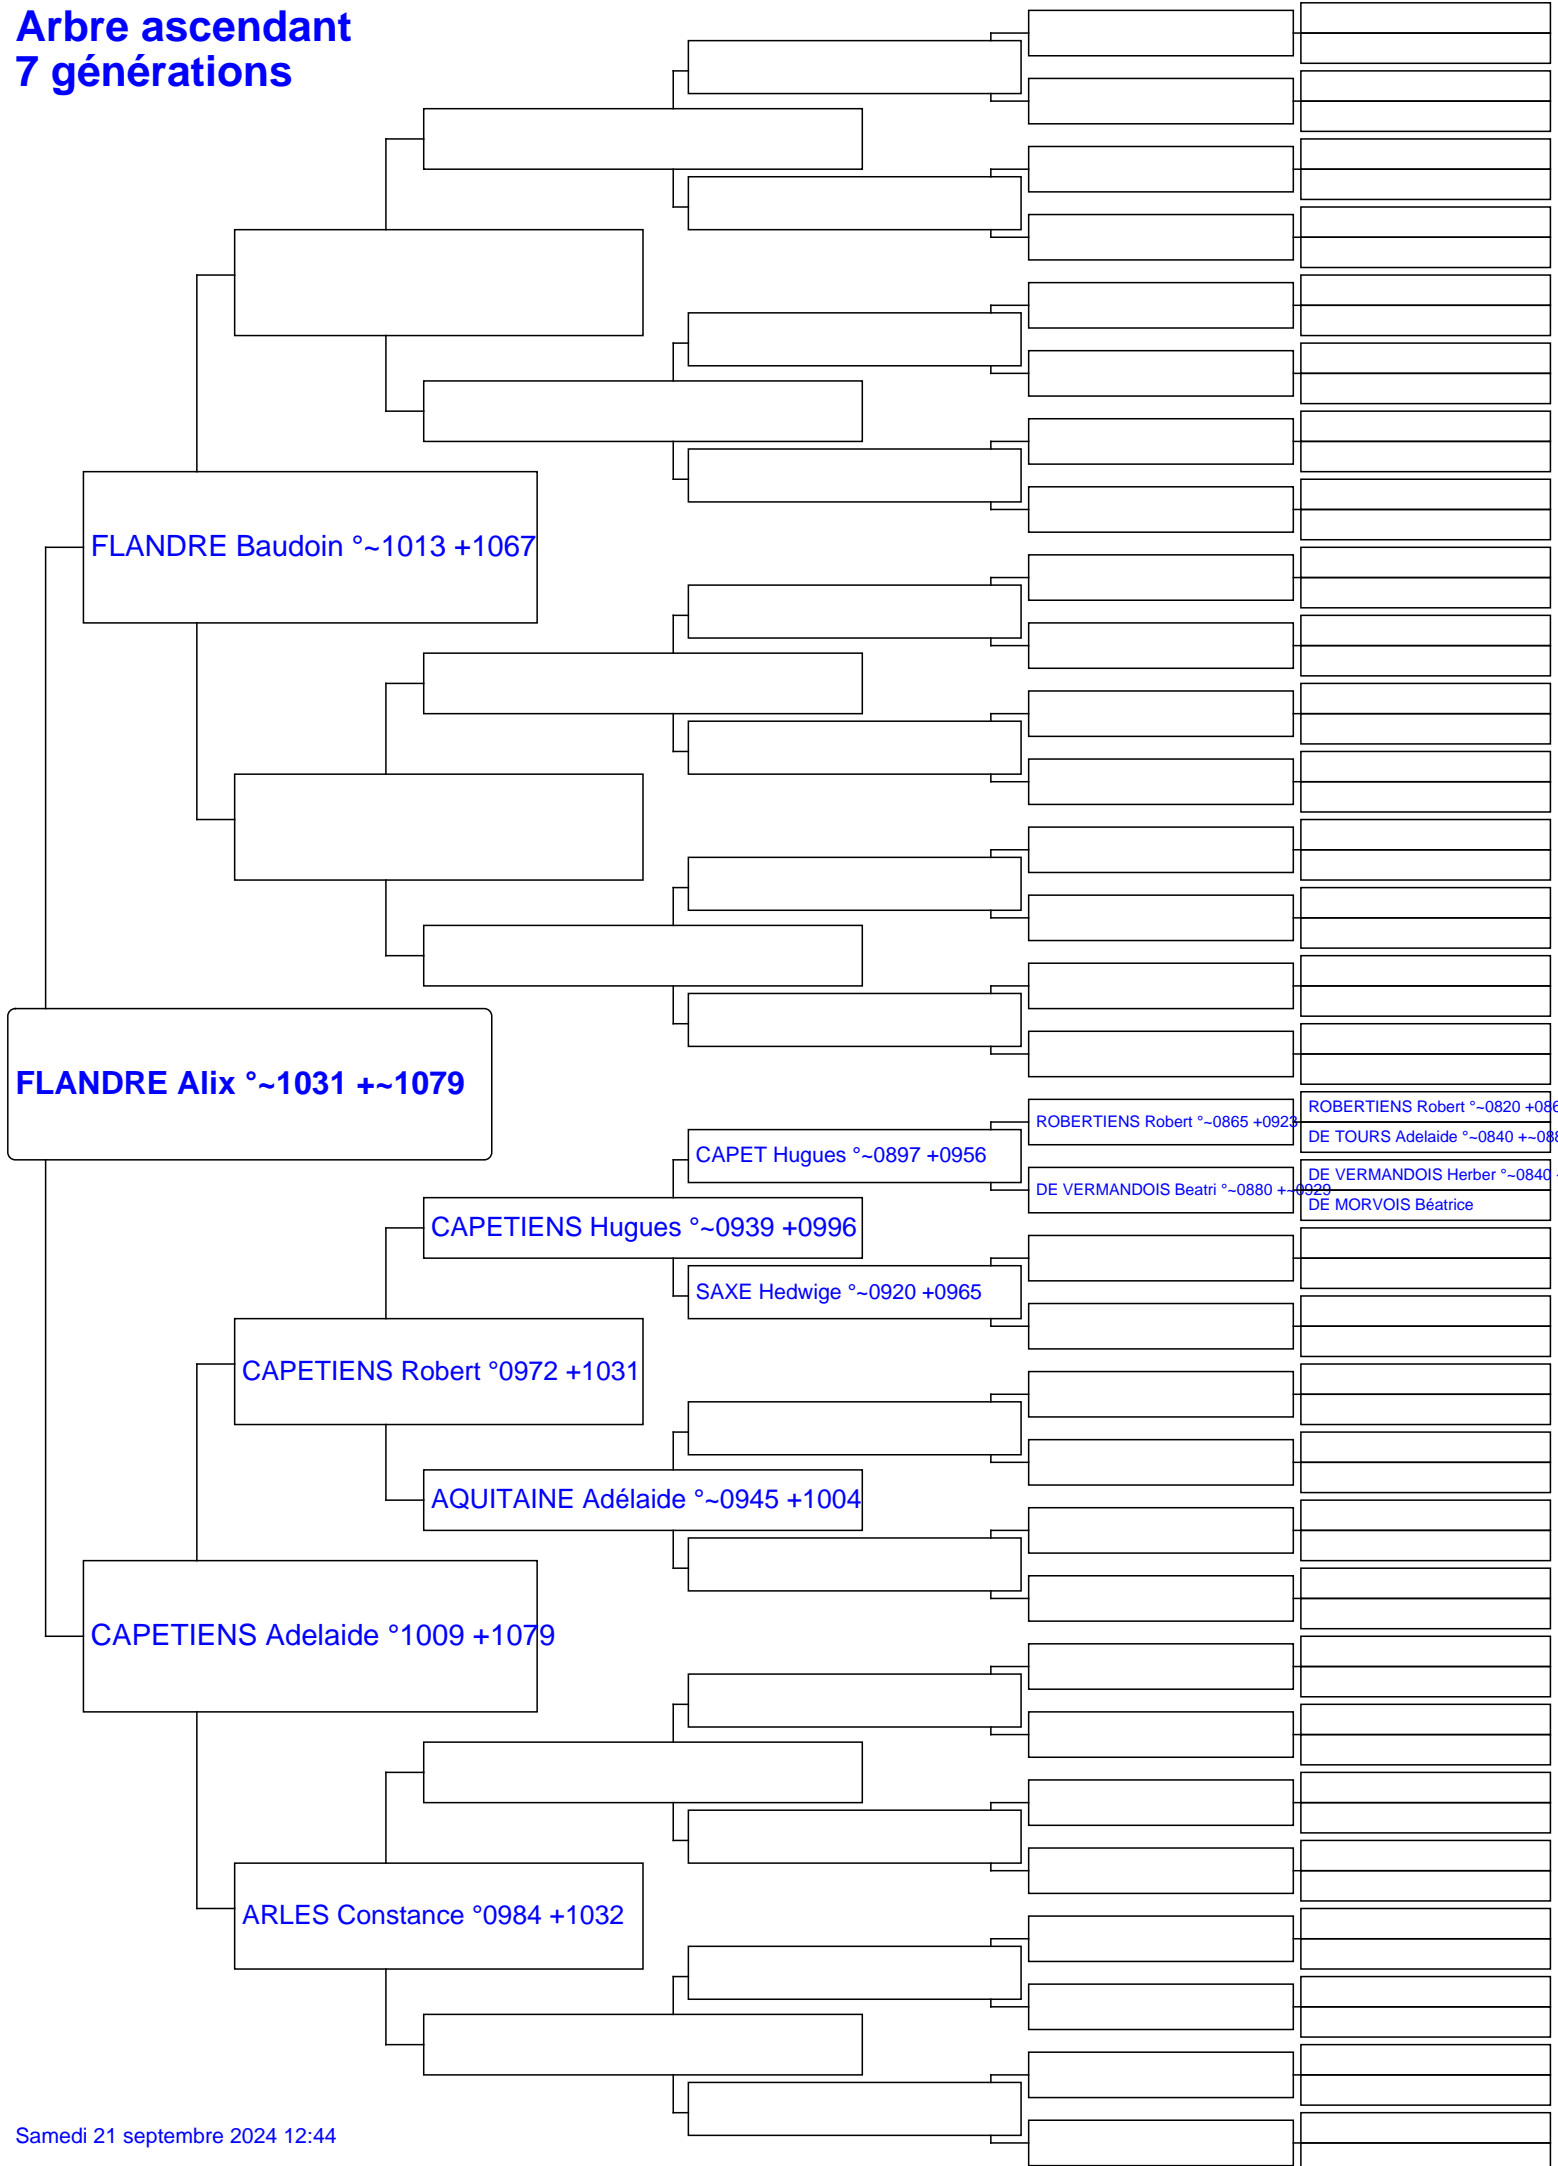 Arbre ascendant
7 générations
FLANDRE Baudoin °~1013 +1067
FLANDRE Alix °~1031 +~1079
ROBERTIENS Robert °~0820 +086
ROBERTIENS Robert °~0865 +0923
DE TOURS Adelaide °~0840 +~088
CAPET Hugues °~0897 +0956
DE VERMANDOIS Herber °~0840
DE VERMANDOIS Beatri °~0880 +~0929
DE MORVOIS Béatrice
CAPETIENS Hugues °~0939 +0996
SAXE Hedwige °~0920 +0965
CAPETIENS Robert °0972 +1031
AQUITAINE Adélaide °~0945 +1004
CAPETIENS Adelaide °1009 +1079
ARLES Constance °0984 +1032
Samedi 21 septembre 2024 12:44